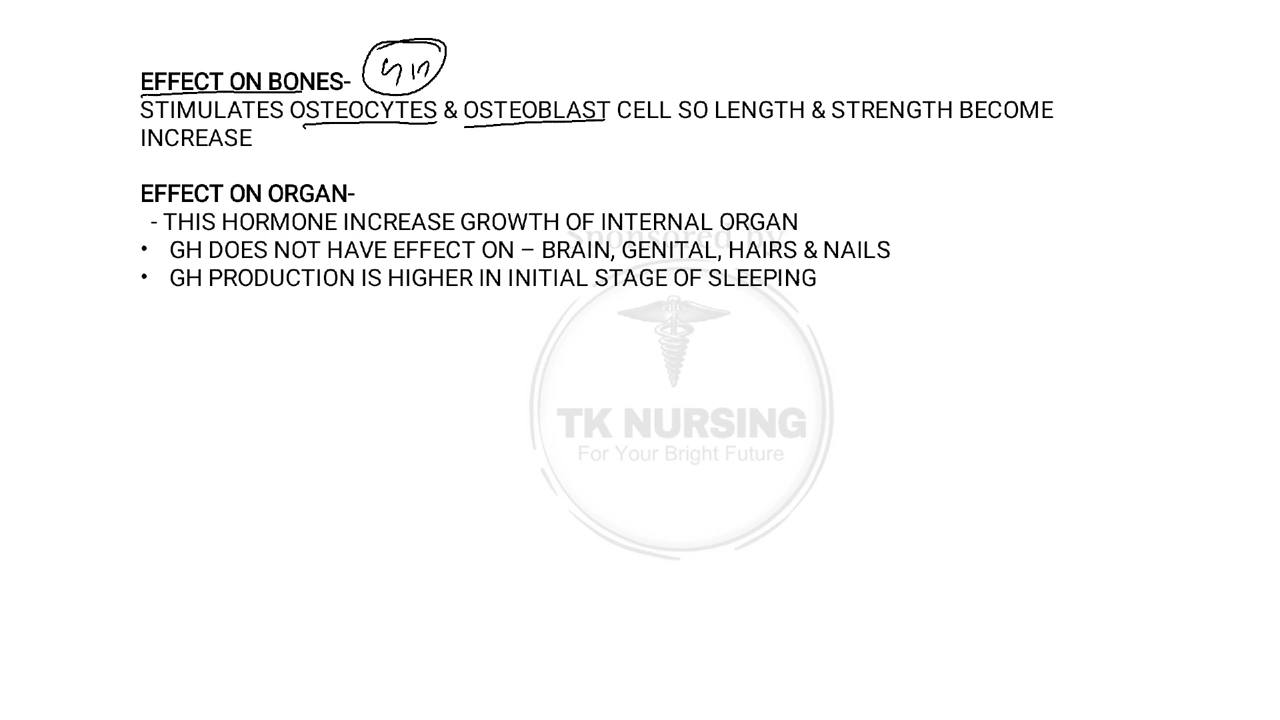 EFFECT ON BONES-
STIMULATES OSTEOCYTES & OSTEOBLAST CELL SO LENGTH & STRENGTH BECOME
INCREASE
EFFECT ON ORGAN-
- THIS HORMONE INCREASE GROWTH OF INTERNAL ORGAN
Sponsored by
• GH DOES NOT HAVE EFFECT ON – BRAIN, GENITAL, HAIRS & NAILS
• GH PRODUCTION IS HIGHER IN INITIAL STAGE OF SLEEPING
TK NURSING
For Your Bright Future